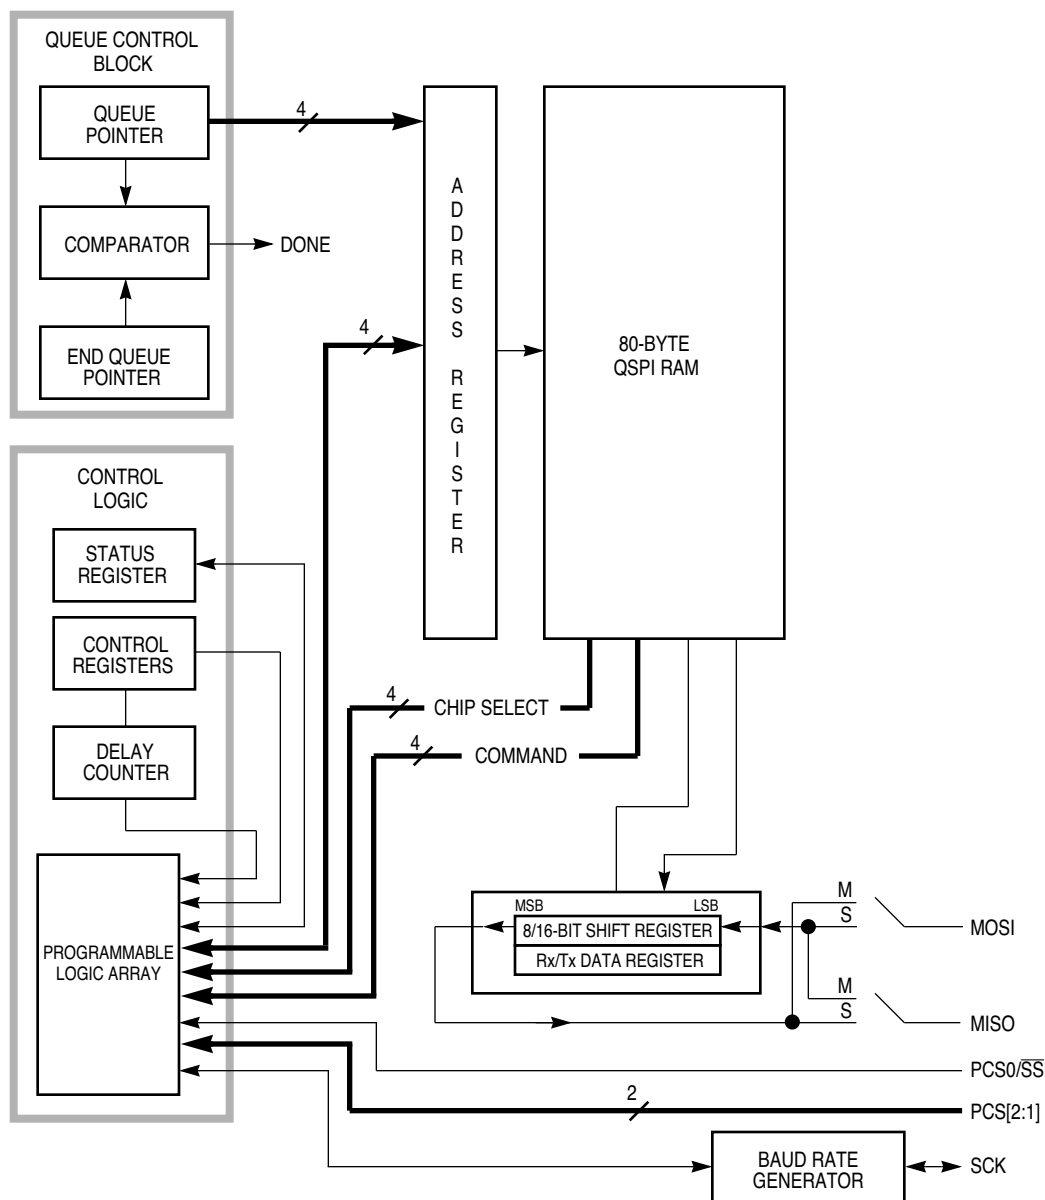 QUEUE CONTROL
BLOCK
QUEUE
POINTER
4
COMPARATOR
DONE
END QUEUE
POINTER
4
ADDRESS REGISTER
80-BYTE
QSPI RAM
CONTROL
LOGIC
STATUS
REGISTER
CONTROL
REGISTERS
DELAY
COUNTER
4
CHIP SELECT
4
COMMAND
PROGRAMMABLE
LOGIC ARRAY
MSB
LSB
8/16-BIT SHIFT REGISTER
Rx/Tx DATA REGISTER
M
S
MOSI
M
S
MISO
PCS0/S̅S̅
2
PCS[2:1]
BAUD RATE
GENERATOR
SCK